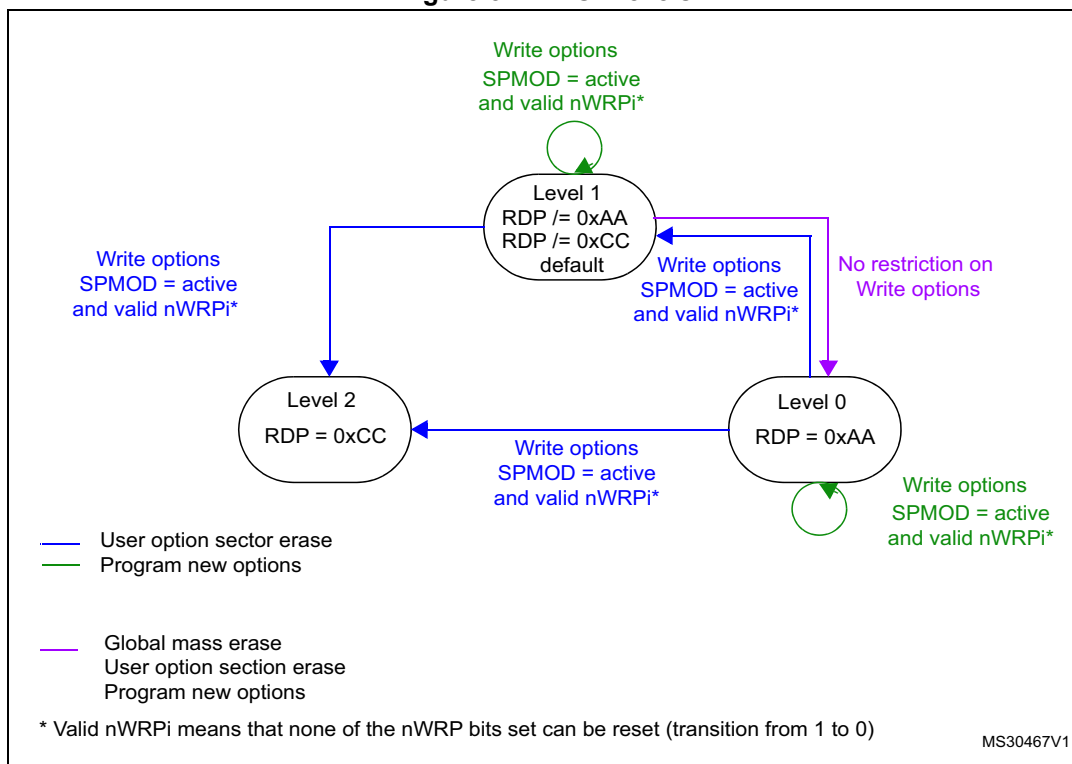 Write options
SPMOD = active
and valid nWRPi*
Level 1
RDP /= 0xAA
RDP /= 0xCC
default
Write options
SPMOD = active
and valid nWRPi*
Write options
SPMOD = active
and valid nWRPi*
No restriction on
Write options
Level 2
RDP = 0xCC
Level 0
RDP = 0xAA
Write options
SPMOD = active
and valid nWRPi*
Write options
SPMOD = active
and valid nWRPi*
User option sector erase
Program new options
Global mass erase
User option section erase
Program new options
* Valid nWRPi means that none of the nWRP bits set can be reset (transition from 1 to 0)
MS30467V1